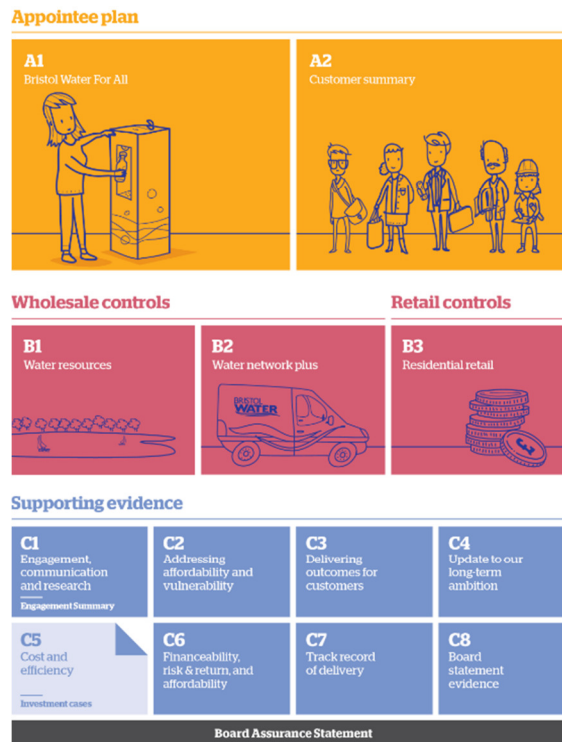 Appointee plan
A1
Bristol Water For All
A2
Customer summary
Wholesale controls
Retail controls
B1
Water resources
B2
Water network plus
BRISTOL
WATER
B3
Residential retail
£
Supporting evidence
C1
Engagement,
communication
and research
Engagement Summary
C2
Addressing
affordability and
vulnerability
C3
Delivering
outcomes for
customers
C4
Update to our
long-term
ambition
C5
Cost and
efficiency
Investment cases
C6
Financeability,
risk & return, and
affordability
C7
Track record
of delivery
C8
Board
statement
evidence
Board Assurance Statement